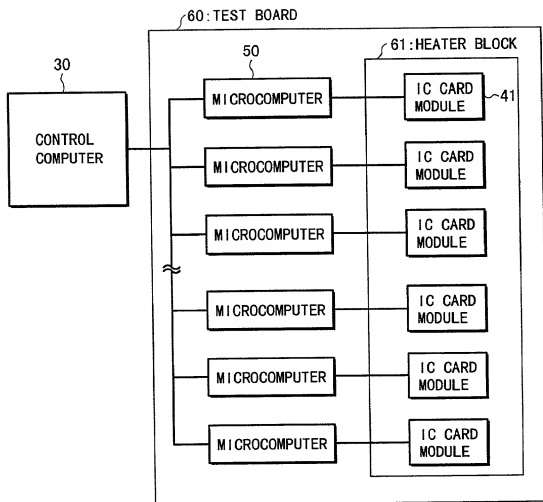 60:TEST BOARD
61:HEATER BLOCK
30
50
CONTROL
COMPUTER
MICROCOMPUTER
IC CARD
MODULE
41
MICROCOMPUTER
IC CARD
MODULE
MICROCOMPUTER
IC CARD
MODULE
MICROCOMPUTER
IC CARD
MODULE
MICROCOMPUTER
IC CARD
MODULE
MICROCOMPUTER
IC CARD
MODULE